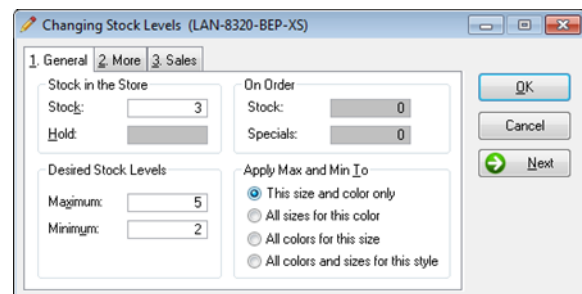 Changing Stock Levels (LAN-8320-BEP-XS)
1. General 2. More 3. Sales
Stock in the Store
Stock: 3
Hold:
On Order
Stock: 0
Specials: 0
Desired Stock Levels
Maximum: 5
Minimum: 2
Apply Max and Min To
This size and color only
All sizes for this color
All colors for this size
All colors and sizes for this style
OK
Cancel
Next